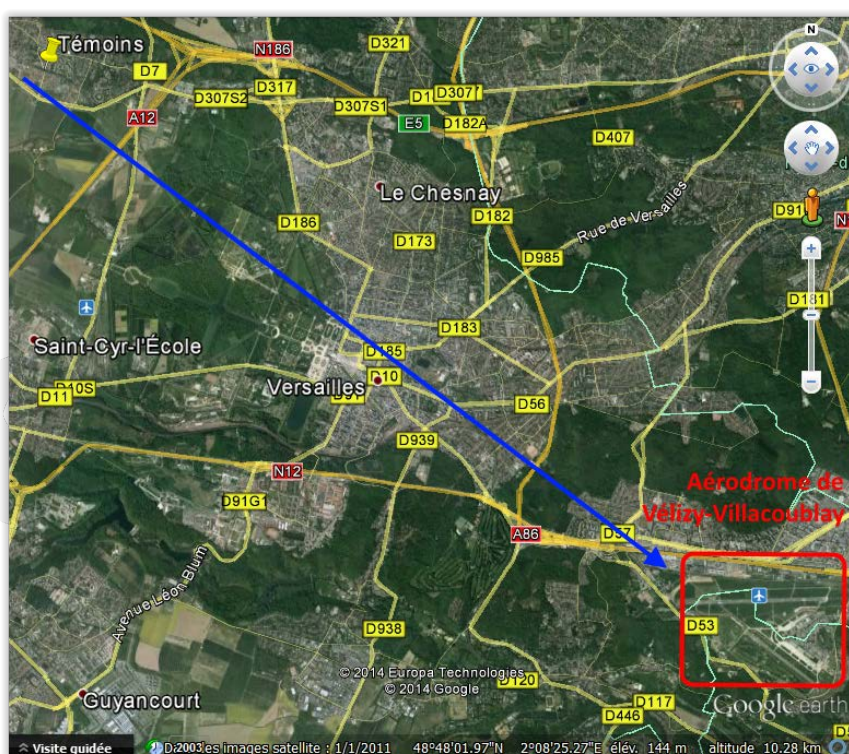 N
Témoins
D321
N186
D7
D317
D307S2
D307S1
D307
A12
E5
D182A
D407
Le Chesnay
Rue de Versailles
D182
D186
D173
D985
D181
D183
Saint-Cyr-l'École
D185
D10
Versailles
D10S
D11
D56
D939
N12
D91G1
Aérodrome de
Vélizy-Villacoublay
A86
D57
Avenue Léon Blum
D53
D938
© 2014 Europa Technologies
© 2014 Google
D120
Guyancourt
D117
D446
Google earth
Visite guidée
2003
es images satellite : 1/1/2011 48°48'01.97"N 2°08'25.27"E élév. 144 m altitude 10.28 km